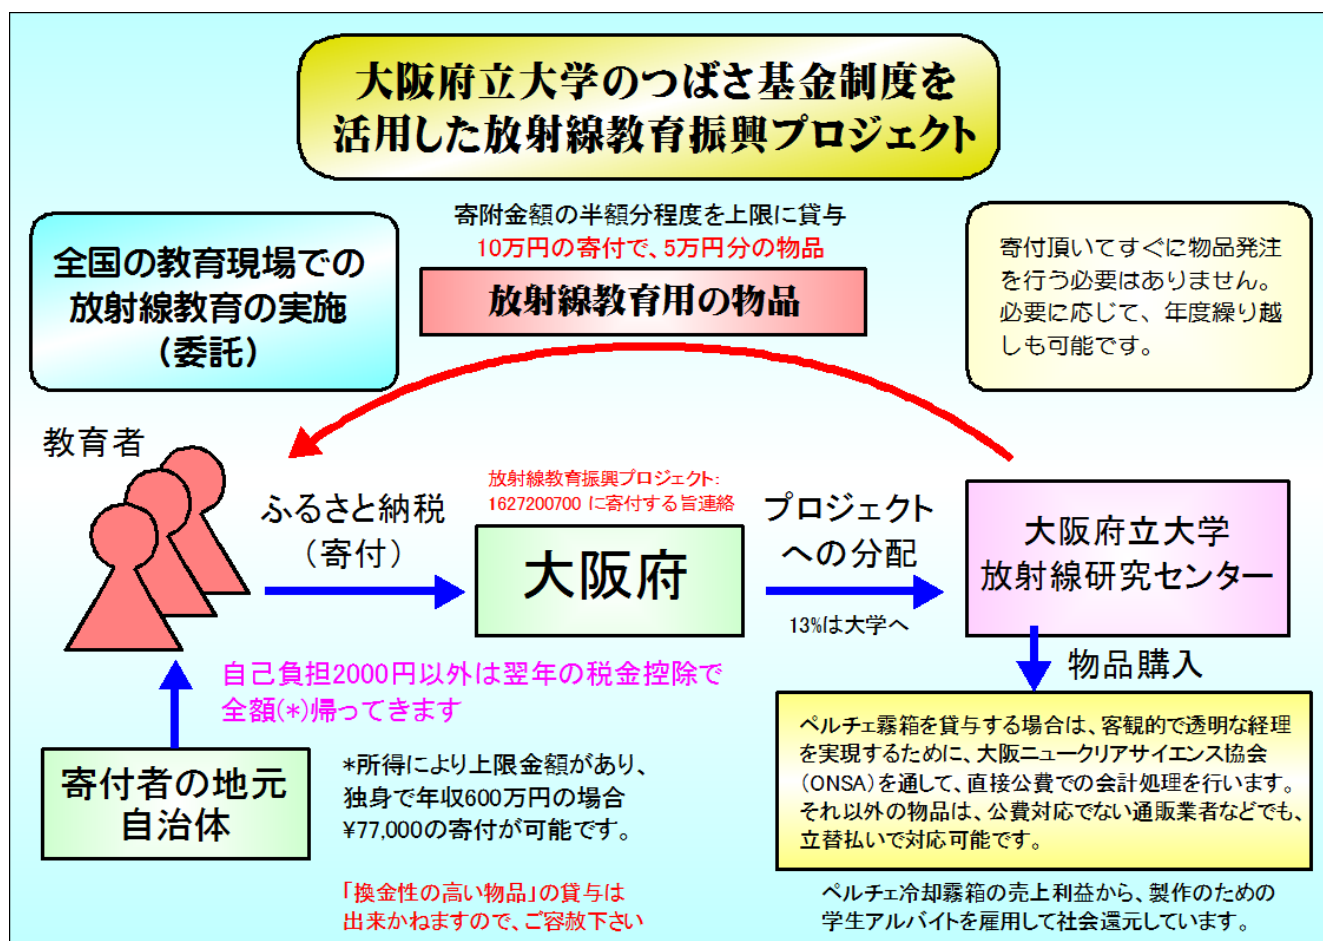 大阪府立大学のつばさ基金制度を
活用した放射線教育振興プロジェクト
全国の教育現場での
放射線教育の実施
（委託）
寄附金額の半額分程度を上限に貸与
10万円の寄付で、5万円分の物品
放射線教育用の物品
寄付頂いてすぐに物品発注
を行う必要はありません。
必要に応じて、年度繰り越
しも可能です。
教育者
ふるさと納税
（寄付）
放射線教育振興プロジェクト：
1627200700 に寄付する旨連絡
大阪府
プロジェクト
への分配
13%は大学へ
大阪府立大学
放射線研究センター
自己負担2000円以外は翌年の税金控除で
全額(*)帰ってきます
物品購入
寄付者の地元
自治体
*所得により上限金額があり、
独身で年収600万円の場合
¥77,000の寄付が可能です。
「換金性の高い物品」の貸与は
出来かねますので、ご容赦下さい
ペルチェ霧箱を貸与する場合は、客観的で透明な経理
を実現するために、大阪ニュークリアサイエンス協会
（ONSA）を通して、直接公費での会計処理を行います。
それ以外の物品は、公費対応でない通販業者などでも、
立替払いで対応可能です。
ペルチェ冷却霧箱の売上利益から、製作のための
学生アルバイトを雇用して社会還元しています。